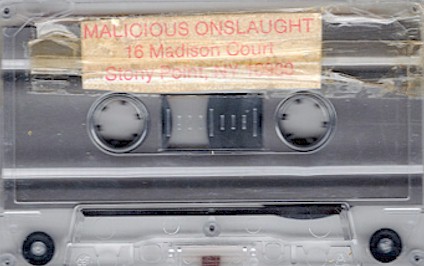 MALICIOUS ONSLAUGHT
16 Madison Court
Stony Point, NY 10980